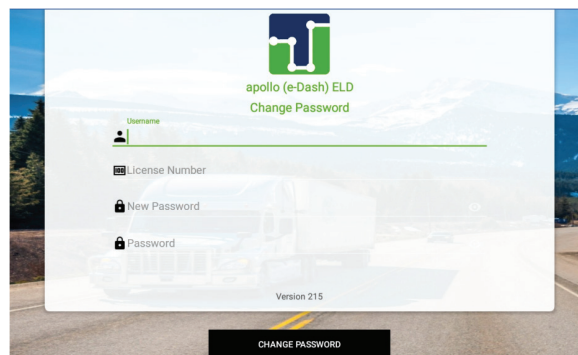 apollo (e-Dash) ELD
Change Password
Username
License Number
New Password
Password
Version 215
CHANGE PASSWORD